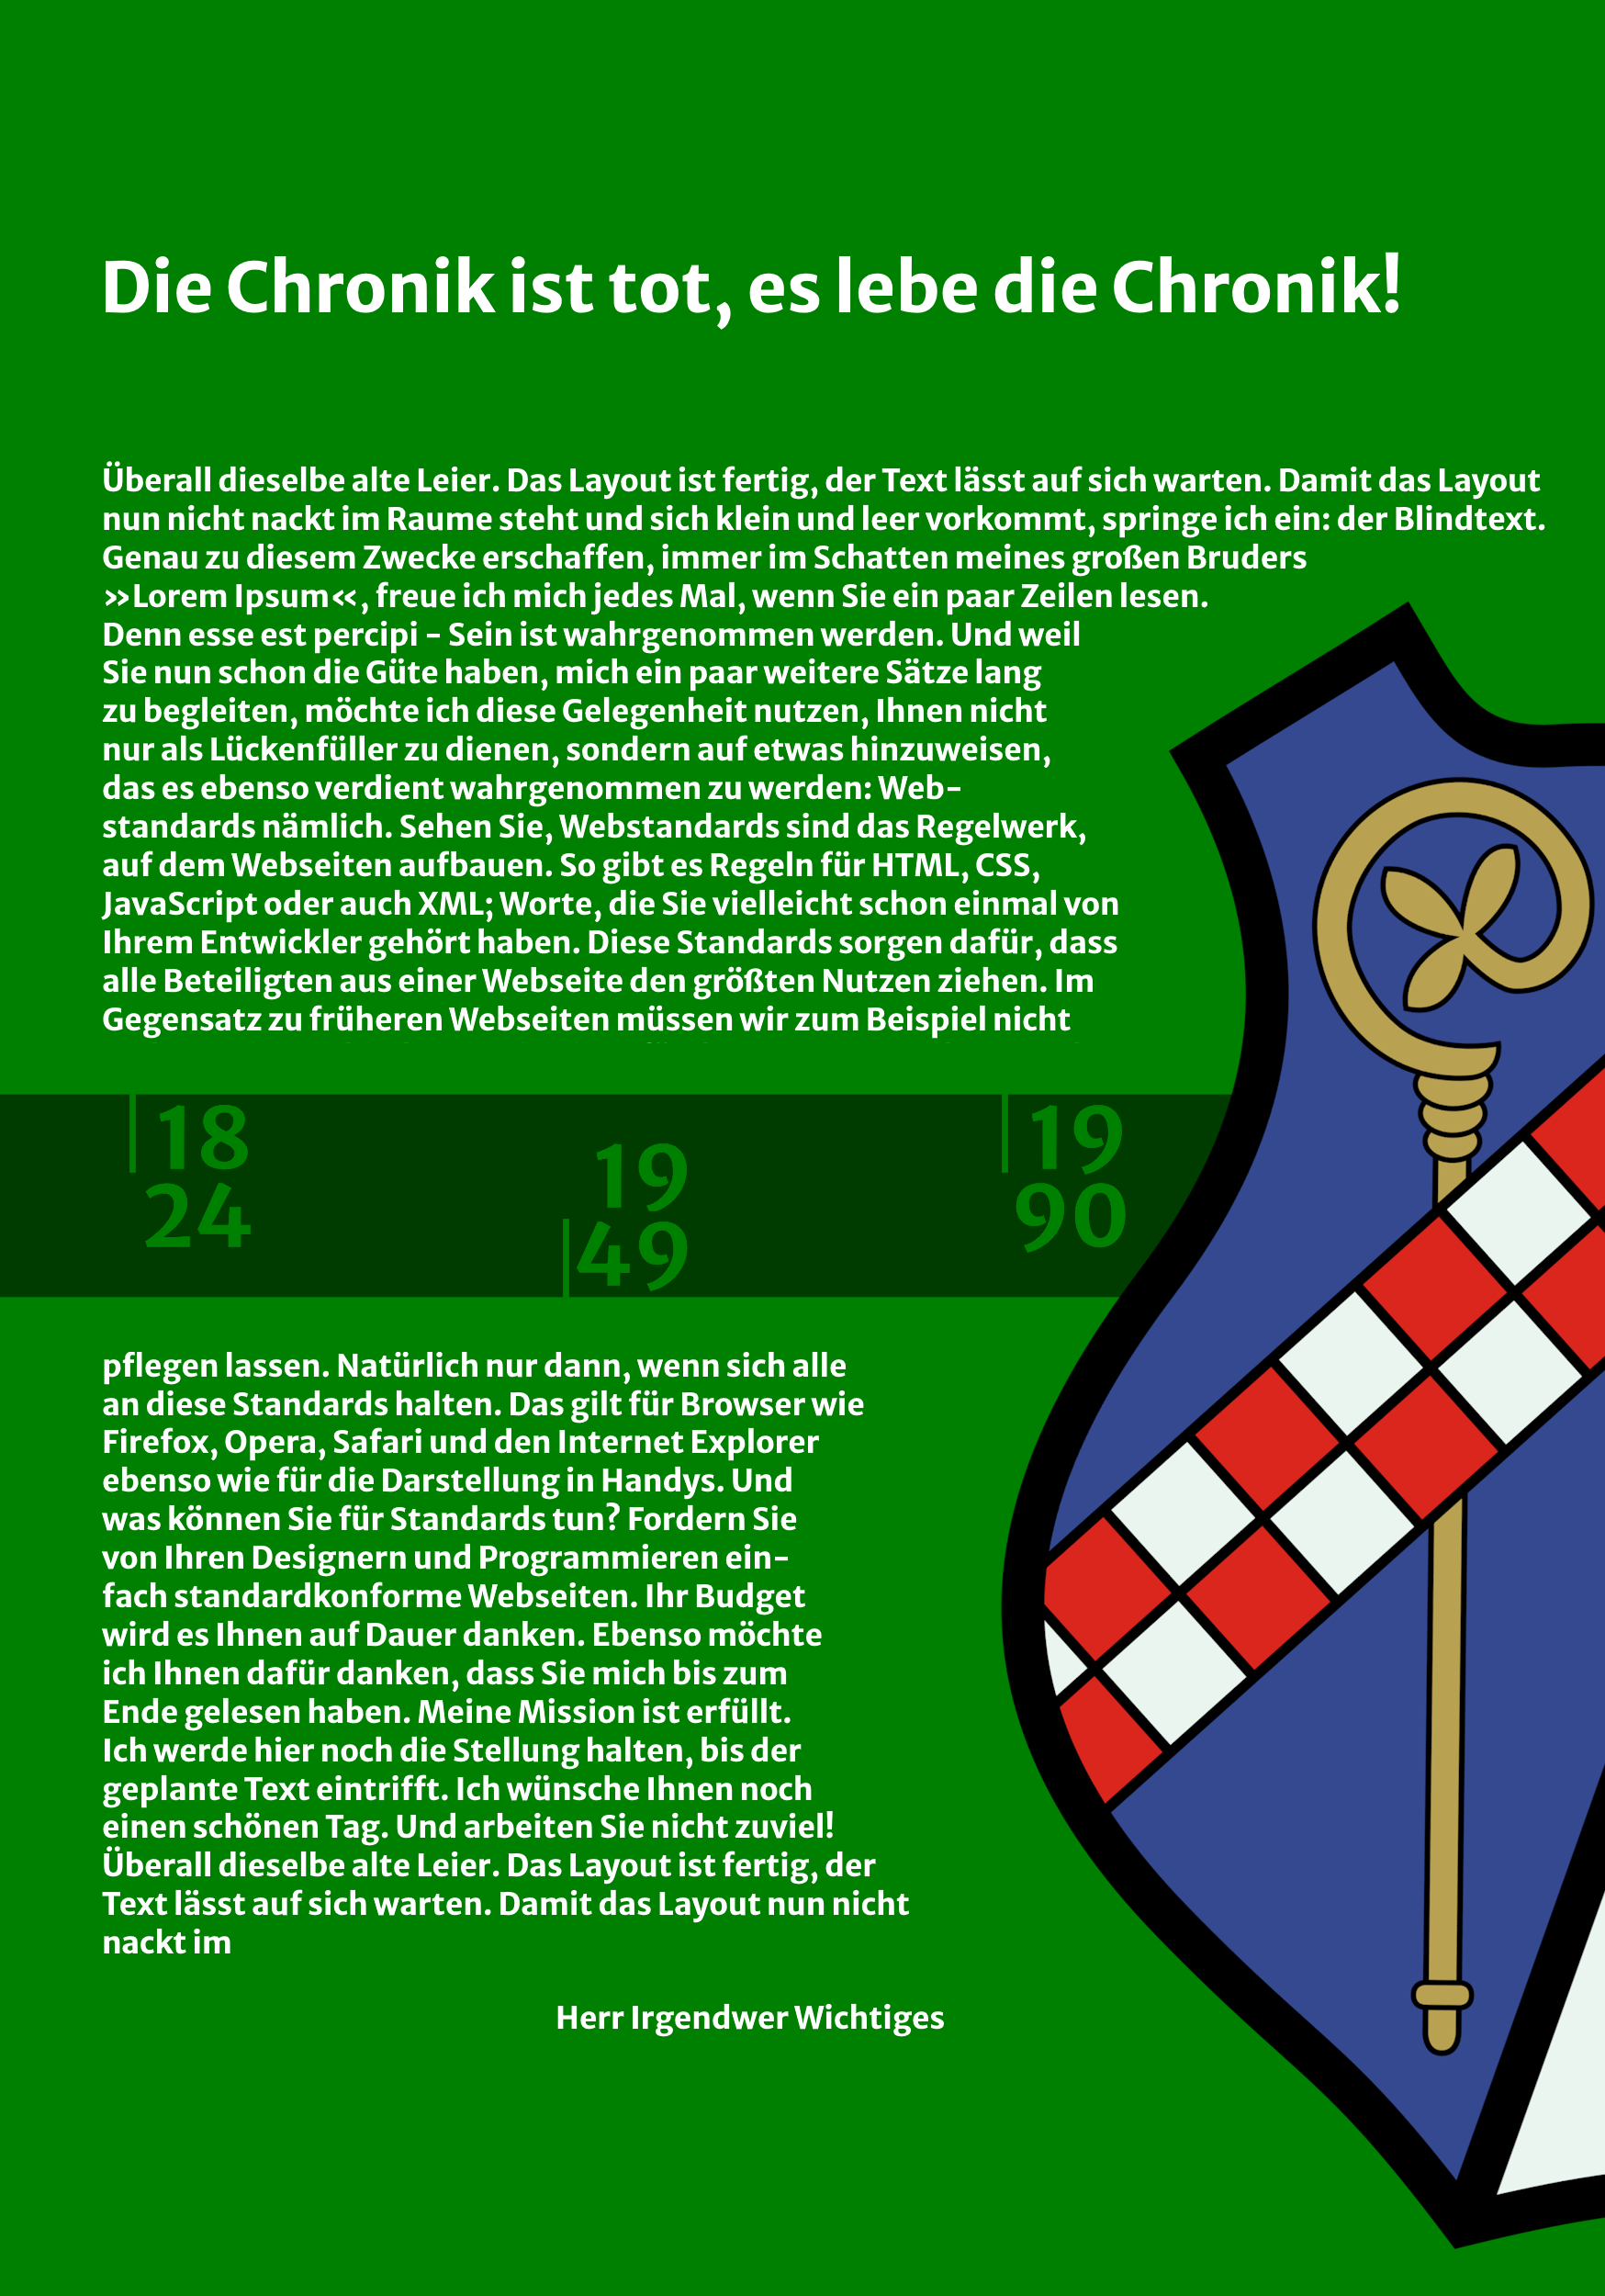 Die Chronik ist tot, es lebe die Chronik!
Überall dieselbe alte Leier. Das Layout ist fertig, der Text lässt auf sich warten. Damit das Layout
nun nicht nackt im Raume steht und sich klein und leer vorkommt, springe ich ein: der Blindtext.
Genau zu diesem Zwecke erschaffen, immer im Schatten meines großen Bruders
»Lorem Ipsum«, freue ich mich jedes Mal, wenn Sie ein paar Zeilen lesen.
Denn esse est percipi – Sein ist wahrgenommen werden. Und weil
Sie nun schon die Güte haben, mich ein paar weitere Sätze lang
zu begleiten, möchte ich diese Gelegenheit nutzen, Ihnen nicht
nur als Lückenfüller zu dienen, sondern auf etwas hinzuweisen,
das es ebenso verdient wahrgenommen zu werden: Web-
standards nämlich. Sehen Sie, Webstandards sind das Regelwerk,
auf dem Webseiten aufbauen. So gibt es Regeln für HTML, CSS,
JavaScript oder auch XML; Worte, die Sie vielleicht schon einmal von
Ihrem Entwickler gehört haben. Diese Standards sorgen dafür, dass
alle Beteiligten aus einer Webseite den größten Nutzen ziehen. Im
Gegensatz zu früheren Webseiten müssen wir zum Beispiel nicht
18
24
19
49
19
90
pflegen lassen. Natürlich nur dann, wenn sich alle
an diese Standards halten. Das gilt für Browser wie
Firefox, Opera, Safari und den Internet Explorer
ebenso wie für die Darstellung in Handys. Und
was können Sie für Standards tun? Fordern Sie
von Ihren Designern und Programmieren ein-
fach standardkonforme Webseiten. Ihr Budget
wird es Ihnen auf Dauer danken. Ebenso möchte
ich Ihnen dafür danken, dass Sie mich bis zum
Ende gelesen haben. Meine Mission ist erfüllt.
Ich werde hier noch die Stellung halten, bis der
geplante Text eintrifft. Ich wünsche Ihnen noch
einen schönen Tag. Und arbeiten Sie nicht zuviel!
Überall dieselbe alte Leier. Das Layout ist fertig, der
Text lässt auf sich warten. Damit das Layout nun nicht
nackt im
Herr Irgendwer Wichtiges